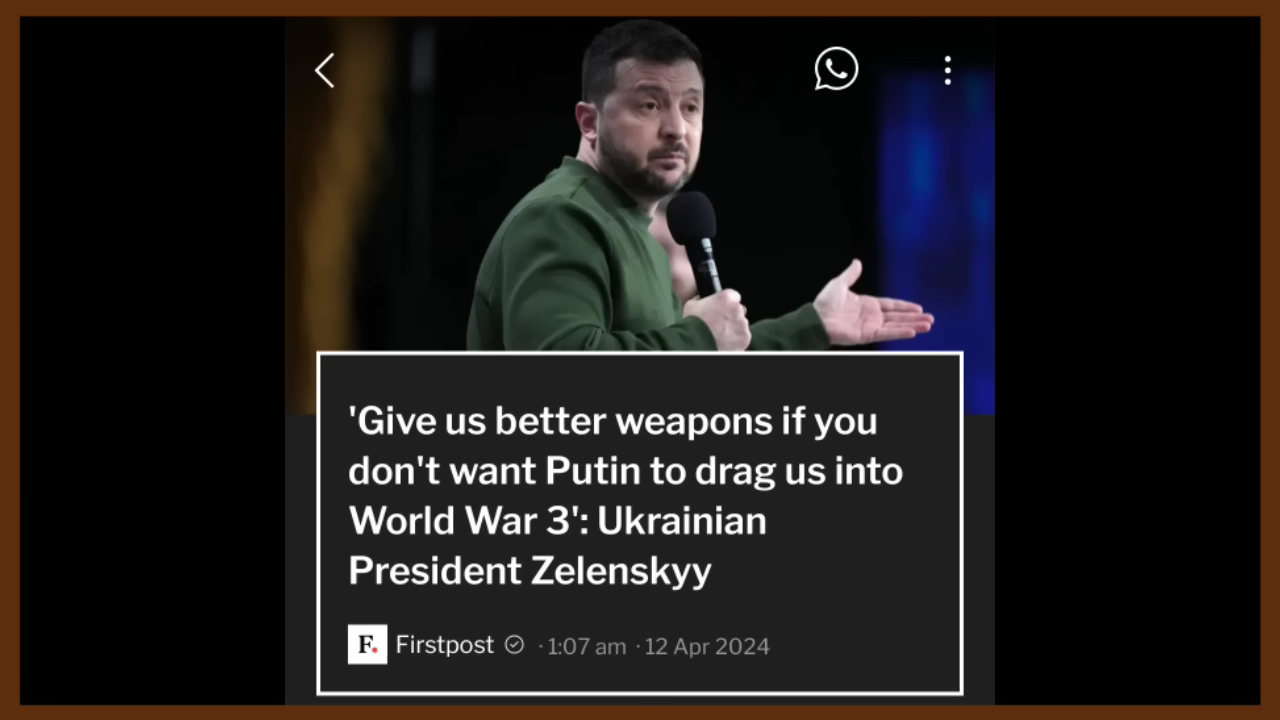 'Give us better weapons if you
don't want Putin to drag us into
World War 3': Ukrainian
President Zelenskyy
F. Firstpost · 1:07 am · 12 Apr 2024